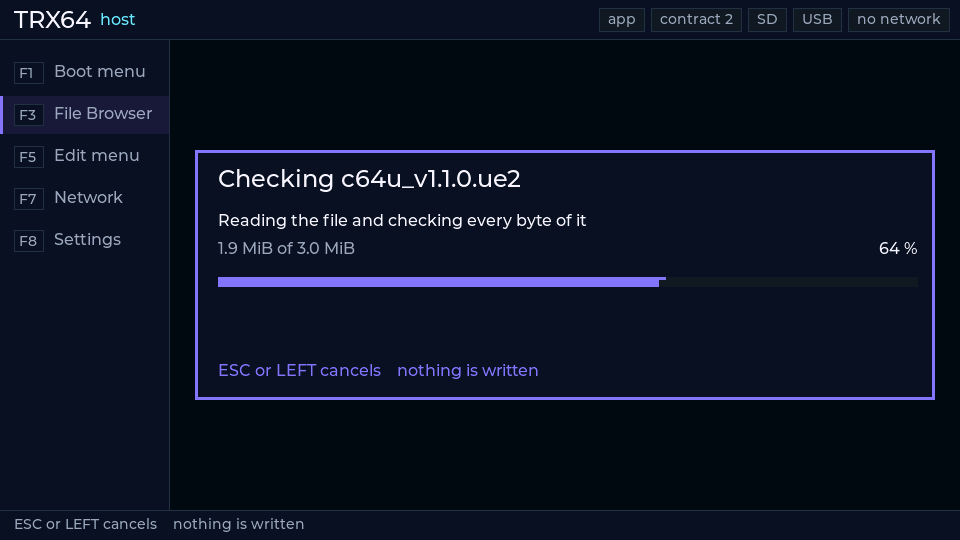 TRX64 host
app contract 2 SD USB no network
F1 Boot menu
F3 File Browser
F5 Edit menu
F7 Network
F8 Settings
Checking c64u_v1.1.0.ue2
Reading the file and checking every byte of it
1.9 MiB of 3.0 MiB 64 %
ESC or LEFT cancels nothing is written
ESC or LEFT cancels nothing is written